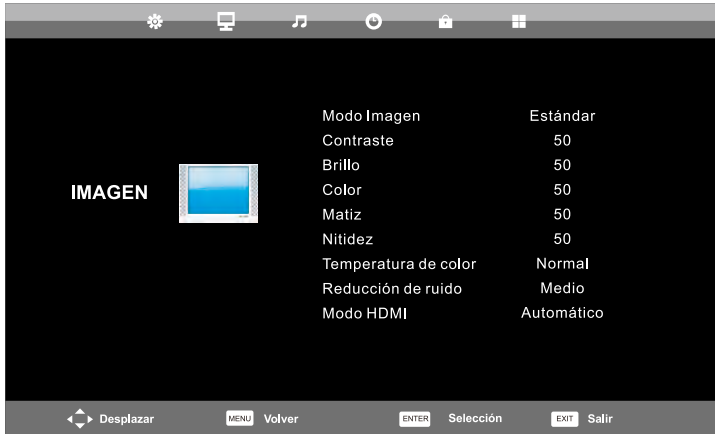 Modo Imagen Estándar
Contraste 50
Brillo 50
IMAGEN
Color 50
Matiz 50
Nitidez 50
Temperatura de color Normal
Reducción de ruido Medio
Modo HDMI Automático
Desplazar MENU Volver ENTER Selección EXIT Salir